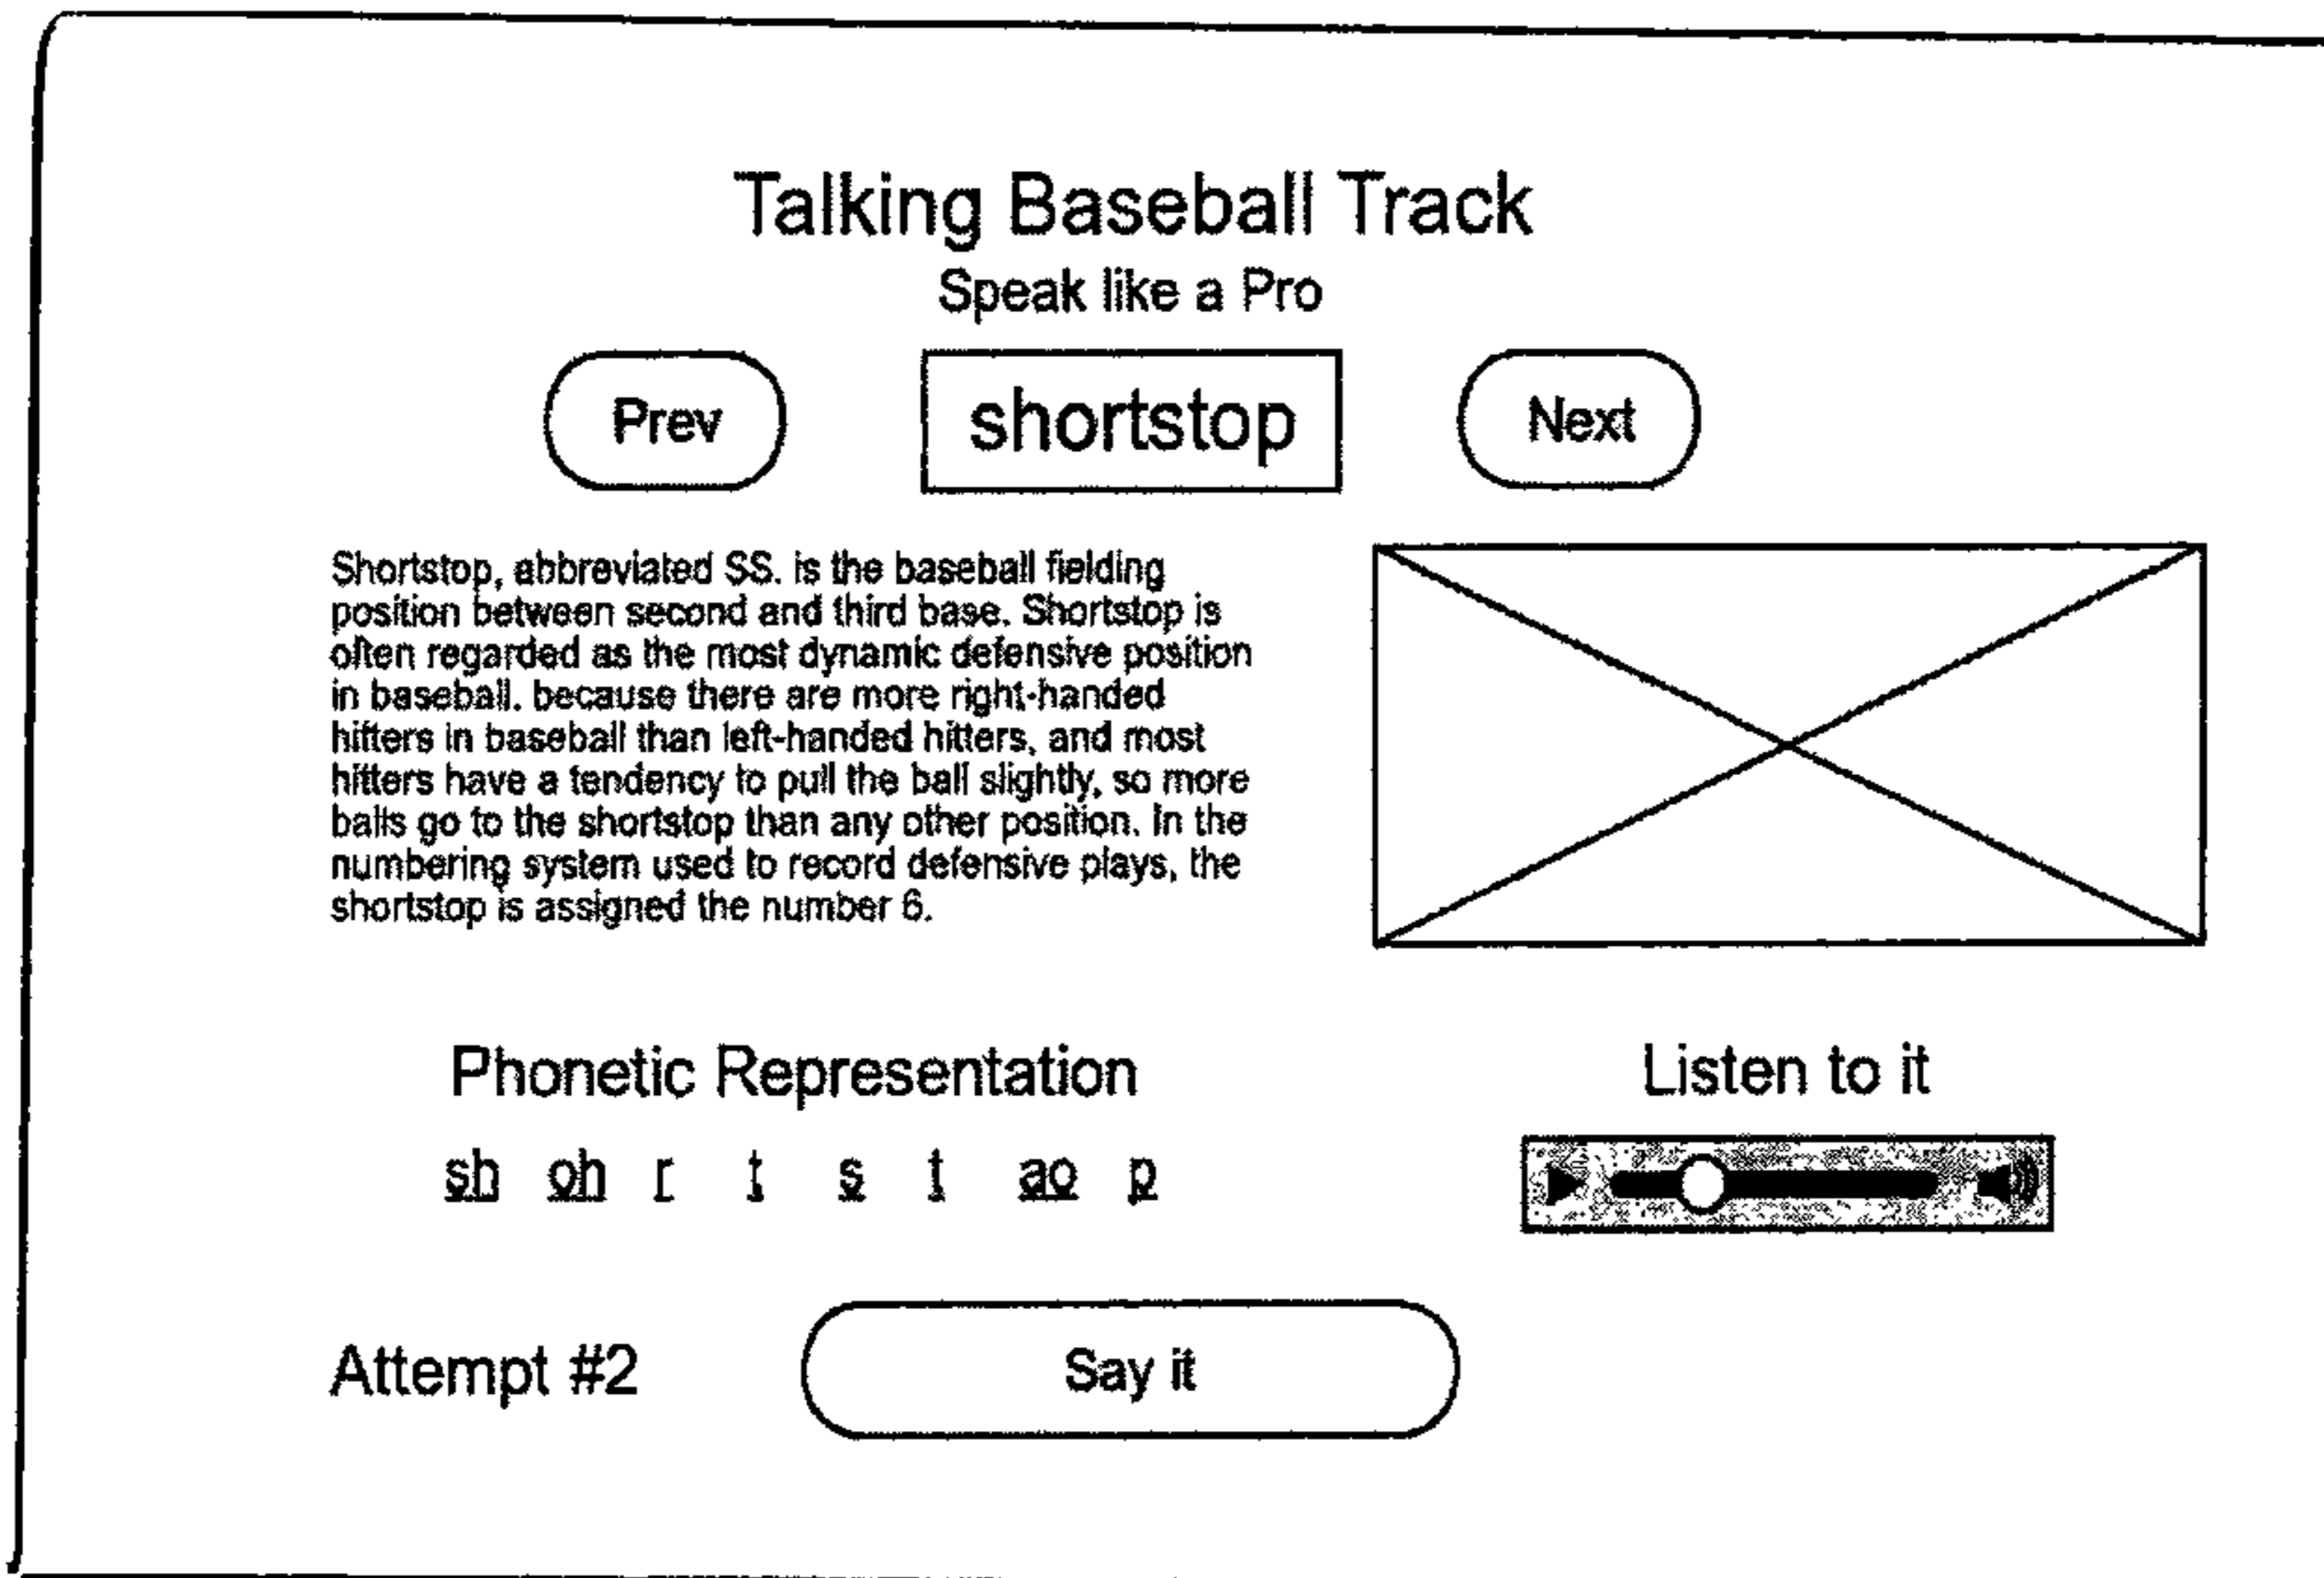 Talking Baseball Track
Speak like a Pro
Prev
shortstop
Next
Shortstop, abbreviated SS. is the baseball fielding
position between second and third base. Shortstop is
often regarded as the most dynamic defensive position
in baseball. because there are more right-handed
hitters in baseball than left-handed hitters, and most
hitters have a tendency to pull the ball slightly, so more
balls go to the shortstop than any other position. In the
numbering system used to record defensive plays, the
shortstop is assigned the number 6.
Phonetic Representation
sh oh r t s t ao p
Listen to it
Attempt #2
Say it